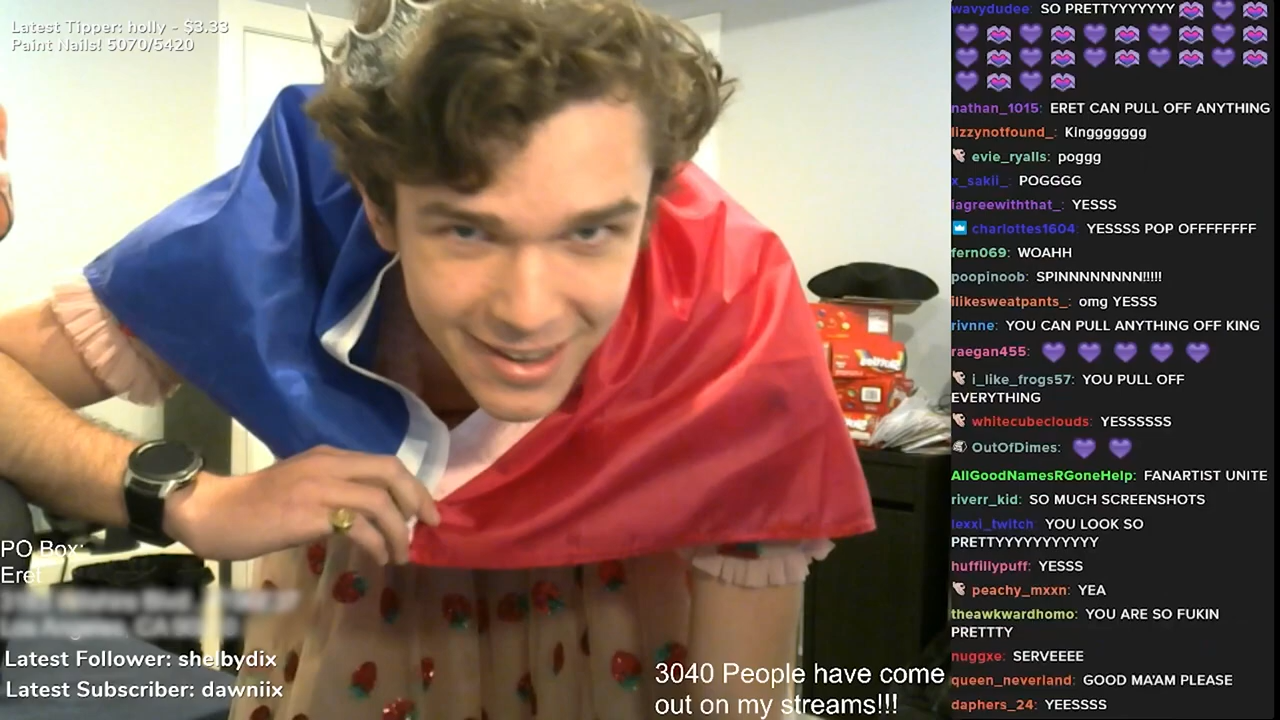 Latest Tipper: holly - $3.33
Paint Nails! 5070/5420
PO Box:
Eret
Latest Follower: shelbydix
Latest Subscriber: dawniix
3040 People have come
out on my streams!!!
wavydudee: SO PRETTYYYYYYY
nathan_1015: ERET CAN PULL OFF ANYTHING
lizzynotfound_: Kinggggggg
evie_ryalls: poggg
x_sakii_: POGGGG
iagreewiththat_: YESSS
charlottes1604: YESSSS POP OFFFFFFFF
fern069: WOAHH
poopinoob: SPINNNNNNNN!!!!!
ilikesweatpants_: omg YESSS
rivnne: YOU CAN PULL ANYTHING OFF KING
raegan455:
i_like_frogs57: YOU PULL OFF
EVERYTHING
whitecubeclouds: YESSSSSS
OutOfDimes:
AllGoodNamesRGoneHelp: FANARTIST UNITE
riverr_kid: SO MUCH SCREENSHOTS
lexxi_twitch: YOU LOOK SO
PRETTYYYYYYYYYYY
huffillypuff: YESSS
peachy_mxxn: YEA
theawkwardhomo: YOU ARE SO FUKIN
PRETTTY
nuggxe: SERVEEEE
queen_neverland: GOOD MA'AM PLEASE
daphers_24: YEESSSS